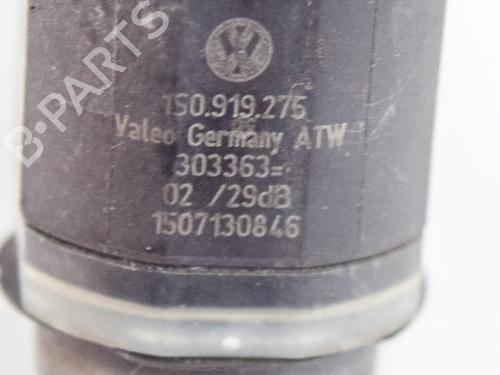 B-PARTS
1S0.919.275
Valeo Germany ATW
303363=
02 /29dB
1507130846